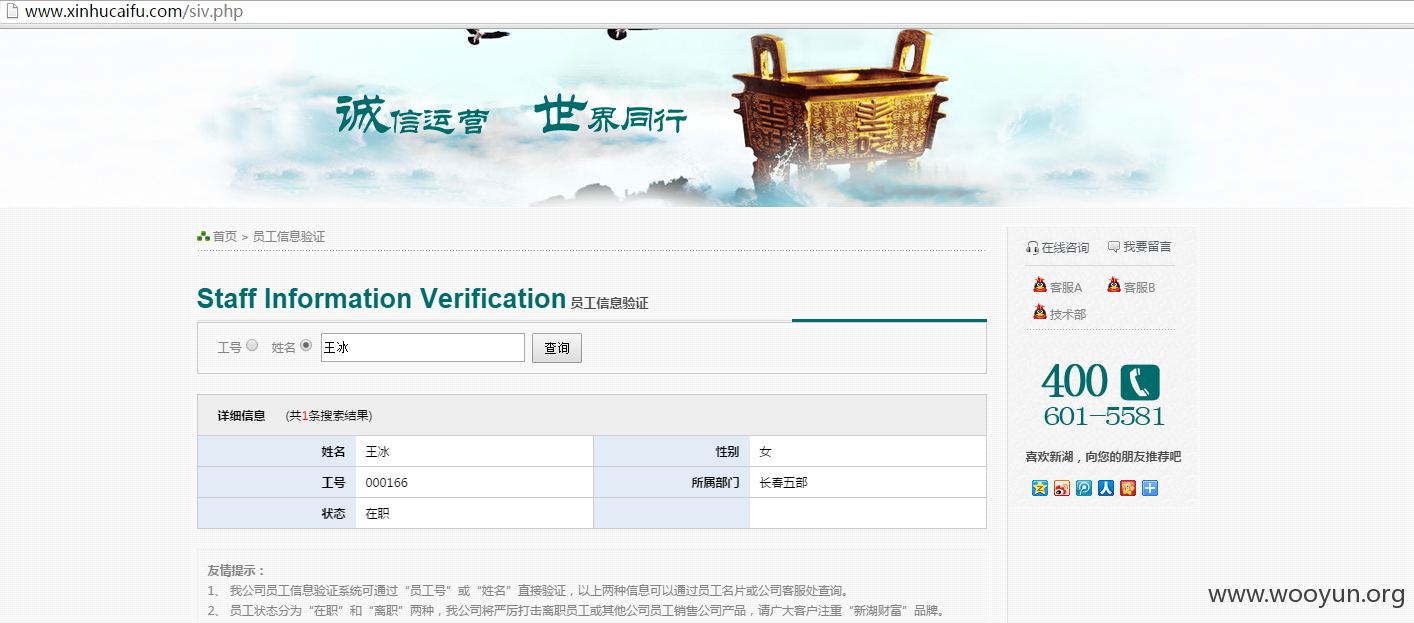 www.xinhucaifu.com/siv.php
诚信运营 世界同行
首页 > 员工信息验证
Staff Information Verification 员工信息验证
工号 姓名 王冰 查询
详细信息 (共1条搜索结果)
姓名 王冰 性别 女
工号 000166 所属部门 长春五部
状态 在职
友情提示：
1、 我公司员工信息验证系统可通过“员工号”或“姓名”直接验证，以上两种信息可以通过员工名片或公司客服处查询。
2、 员工状态分为“在职”和“离职”两种，我公司将严厉打击离职员工或其他公司员工销售公司产品，请广大客户注重“新湖财富”品牌。
在线咨询 我要留言
客服A 客服B
技术部
400
601-5581
喜欢新湖，向您的朋友推荐吧
www.wooyun.org